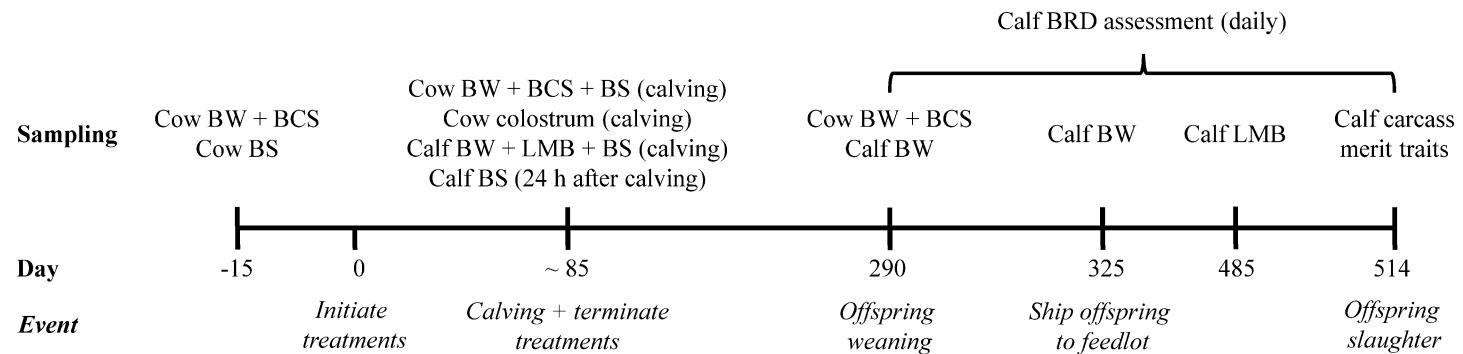 Calf BRD assessment (daily)
Sampling
Cow BW + BCS
Cow BS
Cow BW + BCS + BS (calving)
Cow colostrum (calving)
Calf BW + LMB + BS (calving)
Calf BS (24 h after calving)
Cow BW + BCS
Calf BW
Calf BW
Calf LMB
Calf carcass
merit traits
Day
-15
0
~ 85
290
325
485
514
Event
Initiate
treatments
Calving + terminate
treatments
Offspring
weaning
Ship offspring
to feedlot
Offspring
slaughter